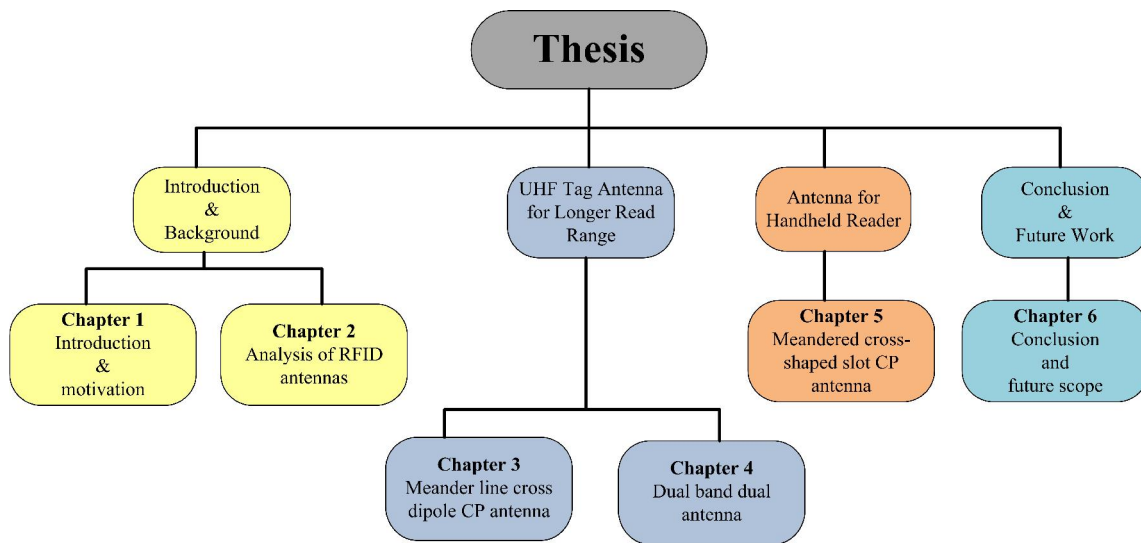 Thesis
Introduction
&
Background
UHF Tag Antenna
for Longer Read
Range
Antenna for
Handheld Reader
Conclusion
&
Future Work
Chapter 1
Introduction
&
motivation
Chapter 2
Analysis of RFID
antennas
Chapter 5
Meandered cross-
shaped slot CP
antenna
Chapter 6
Conclusion
and
future scope
Chapter 3
Meander line cross
dipole CP antenna
Chapter 4
Dual band dual
antenna